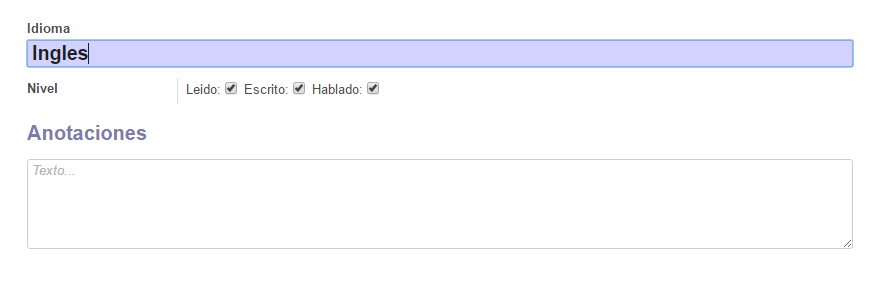 Idioma
Ingles
Nivel Leido: Escrito: Hablado:
Anotaciones
Texto...